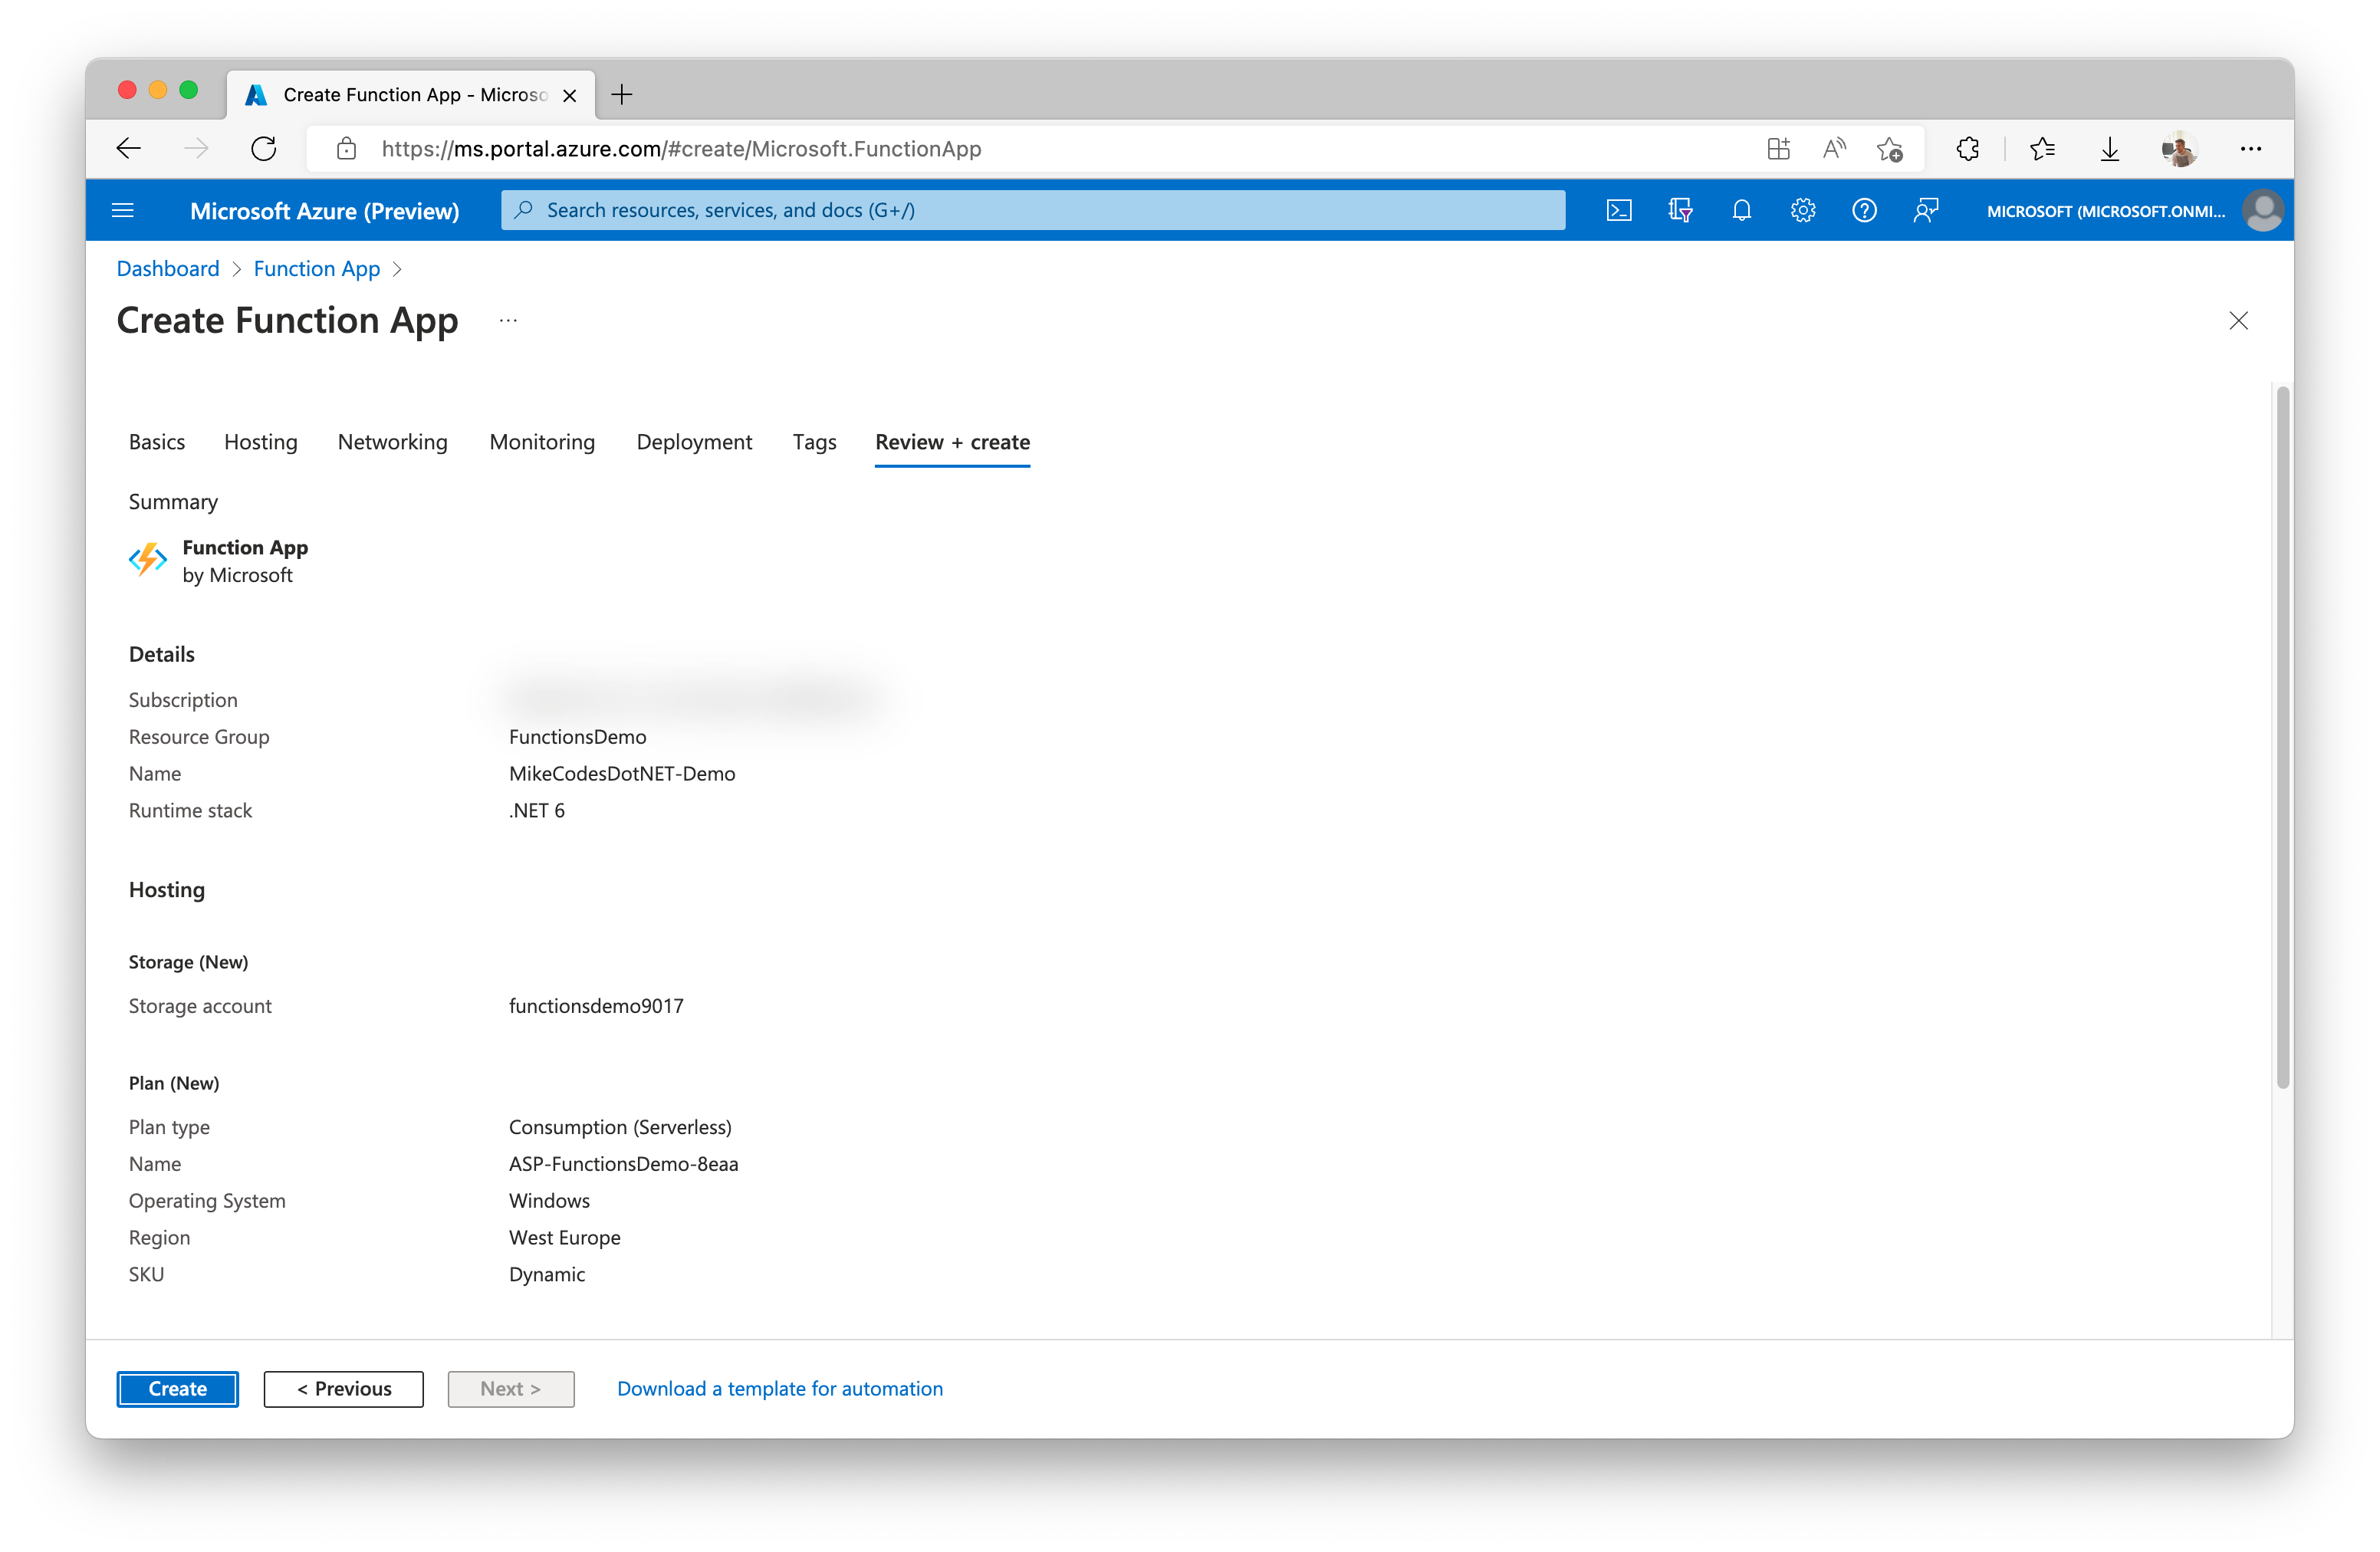 Create Function App - Microso
https://ms.portal.azure.com/#create/Microsoft.FunctionApp
Microsoft Azure (Preview)
Search resources, services, and docs (G+/)
MICROSOFT (MICROSOFT.ONMI...
Dashboard > Function App >
Create Function App ...
Basics Hosting Networking Monitoring Deployment Tags Review + create
Summary
Function App
by Microsoft
Details
Subscription
Resource Group FunctionsDemo
Name MikeCodesDotNET-Demo
Runtime stack .NET 6
Hosting
Storage (New)
Storage account functionsdemo9017
Plan (New)
Plan type Consumption (Serverless)
Name ASP-FunctionsDemo-8eaa
Operating System Windows
Region West Europe
SKU Dynamic
Create < Previous Next > Download a template for automation